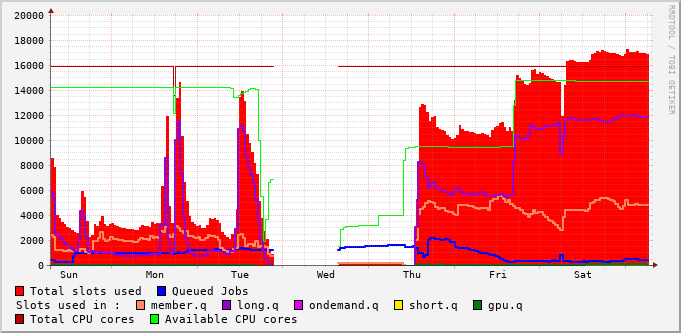 20000
18000
16000
14000
12000
10000
8000
6000
4000
2000
0
Sun Mon Tue Wed Thu Fri Sat
RRDTOOL / TOBI OETIKER
Total slots used Queued Jobs
Slots used in : member.q long.q ondemand.q short.q gpu.q
Total CPU cores Available CPU cores